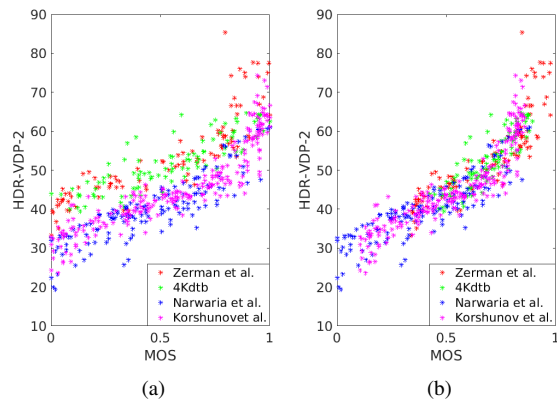 90
80
70
60
50
40
30
20
10
HDR-VDP-2
0
0.5
1
MOS
Zerman et al.
4Kdtb
Narwaria et al.
Korshunovet al.
(a)
90
80
70
60
50
40
30
20
10
HDR-VDP-2
0
0.5
1
MOS
Zerman et al.
4Kdtb
Narwaria et al.
Korshunov et al.
(b)